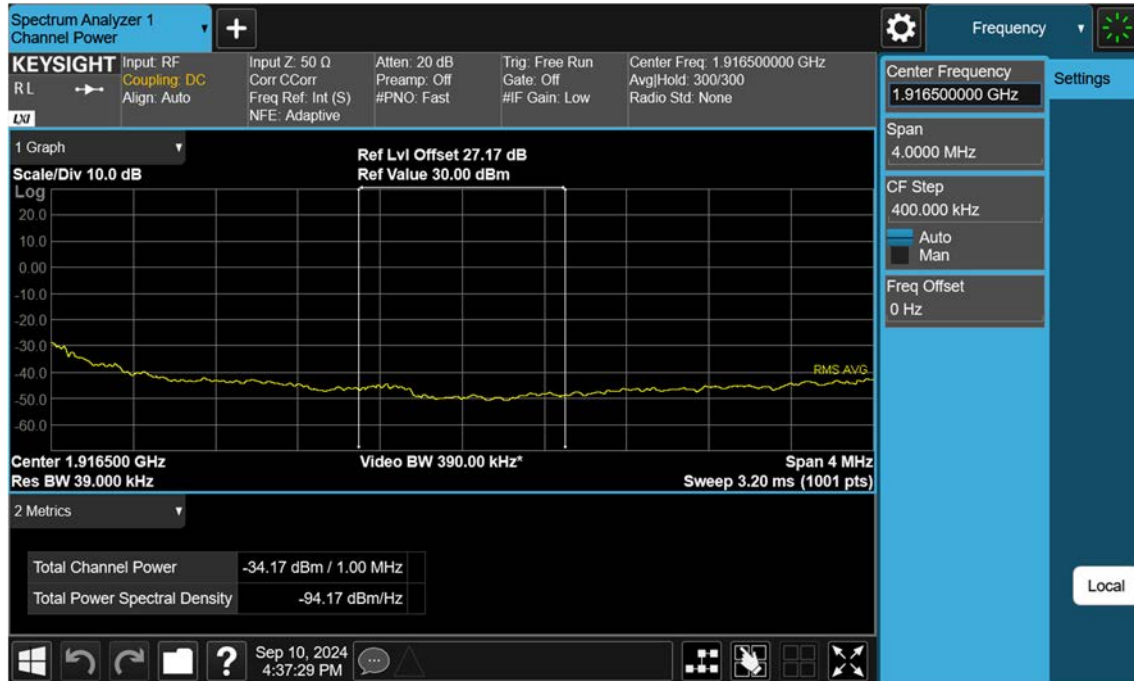 Spectrum Analyzer 1
Channel Power
Frequency
KEYSIGHT
RL
LXI
Input: RF
Coupling: DC
Align: Auto
Input Z: 50 Ω
Corr CCorr
Freq Ref: Int (S)
NFE: Adaptive
Atten: 20 dB
Preamp: Off
#PNO: Fast
Trig: Free Run
Gate: Off
#IF Gain: Low
Center Freq: 1.916500000 GHz
Avg|Hold: 300/300
Radio Std: None
Center Frequency
1.916500000 GHz
Settings
Span
4.0000 MHz
CF Step
400.000 kHz
Auto
Man
Freq Offset
0 Hz
Local
1 Graph
Scale/Div 10.0 dB
Ref Lvl Offset 27.17 dB
Ref Value 30.00 dBm
Log
20.0
10.0
0.00
-10.0
-20.0
-30.0
-40.0
-50.0
-60.0
RMS AVG
Center 1.916500 GHz
Video BW 390.00 kHz*
Span 4 MHz
Res BW 39.000 kHz
Sweep 3.20 ms (1001 pts)
2 Metrics
Total Channel Power -34.17 dBm / 1.00 MHz
Total Power Spectral Density -94.17 dBm/Hz
?
Sep 10, 2024
4:37:29 PM